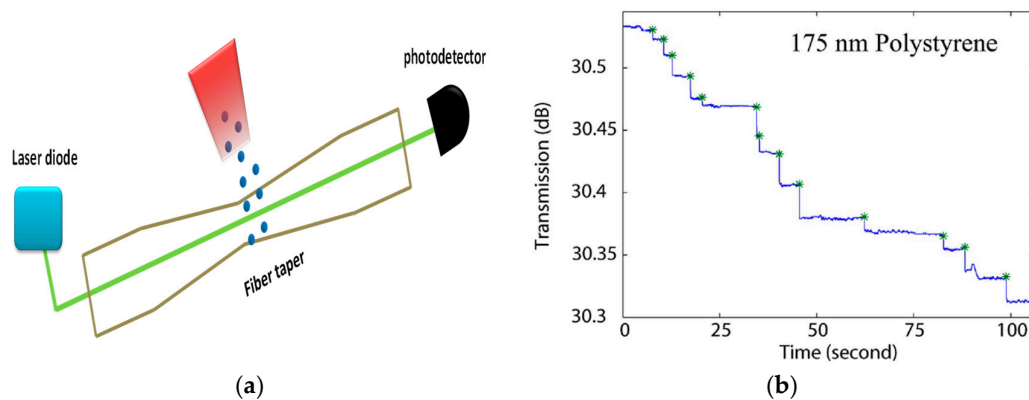 photodetector
Laser diode
Fiber taper
(a)
175 nm Polystyrene
Transmission (dB)
30.5
30.45
30.4
30.35
30.3
0 25 50 75 100
Time (second)
(b)